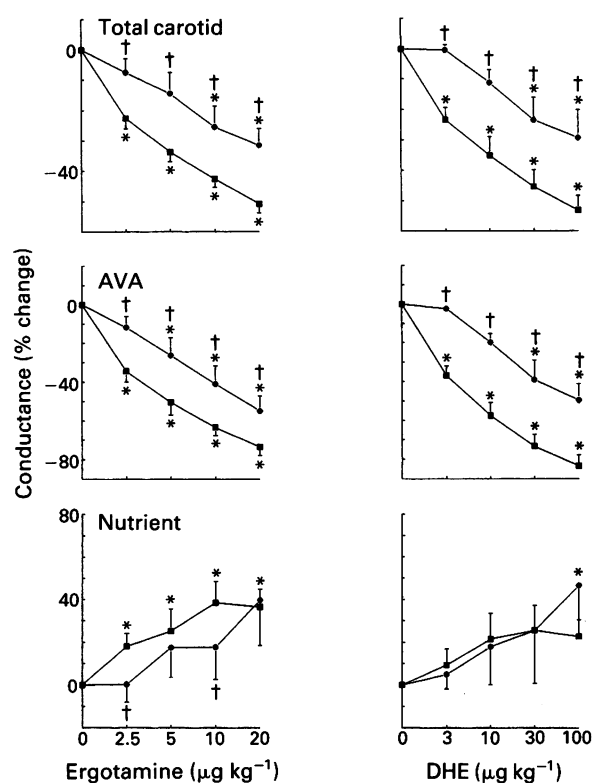 Total carotid
0
† † † †
* *
-40
* * * *
† † † †
* *
* * * *
Conductance (% change)
AVA
0
† † † †
* * *
-40
* * * *
-80
† † † †
* *
* * * *
Nutrient
80
40
0
* * * *
† †
*
0 2.5 5 10 20
Ergotamine (μg kg⁻¹)
0 3 10 30 100
DHE (μg kg⁻¹)